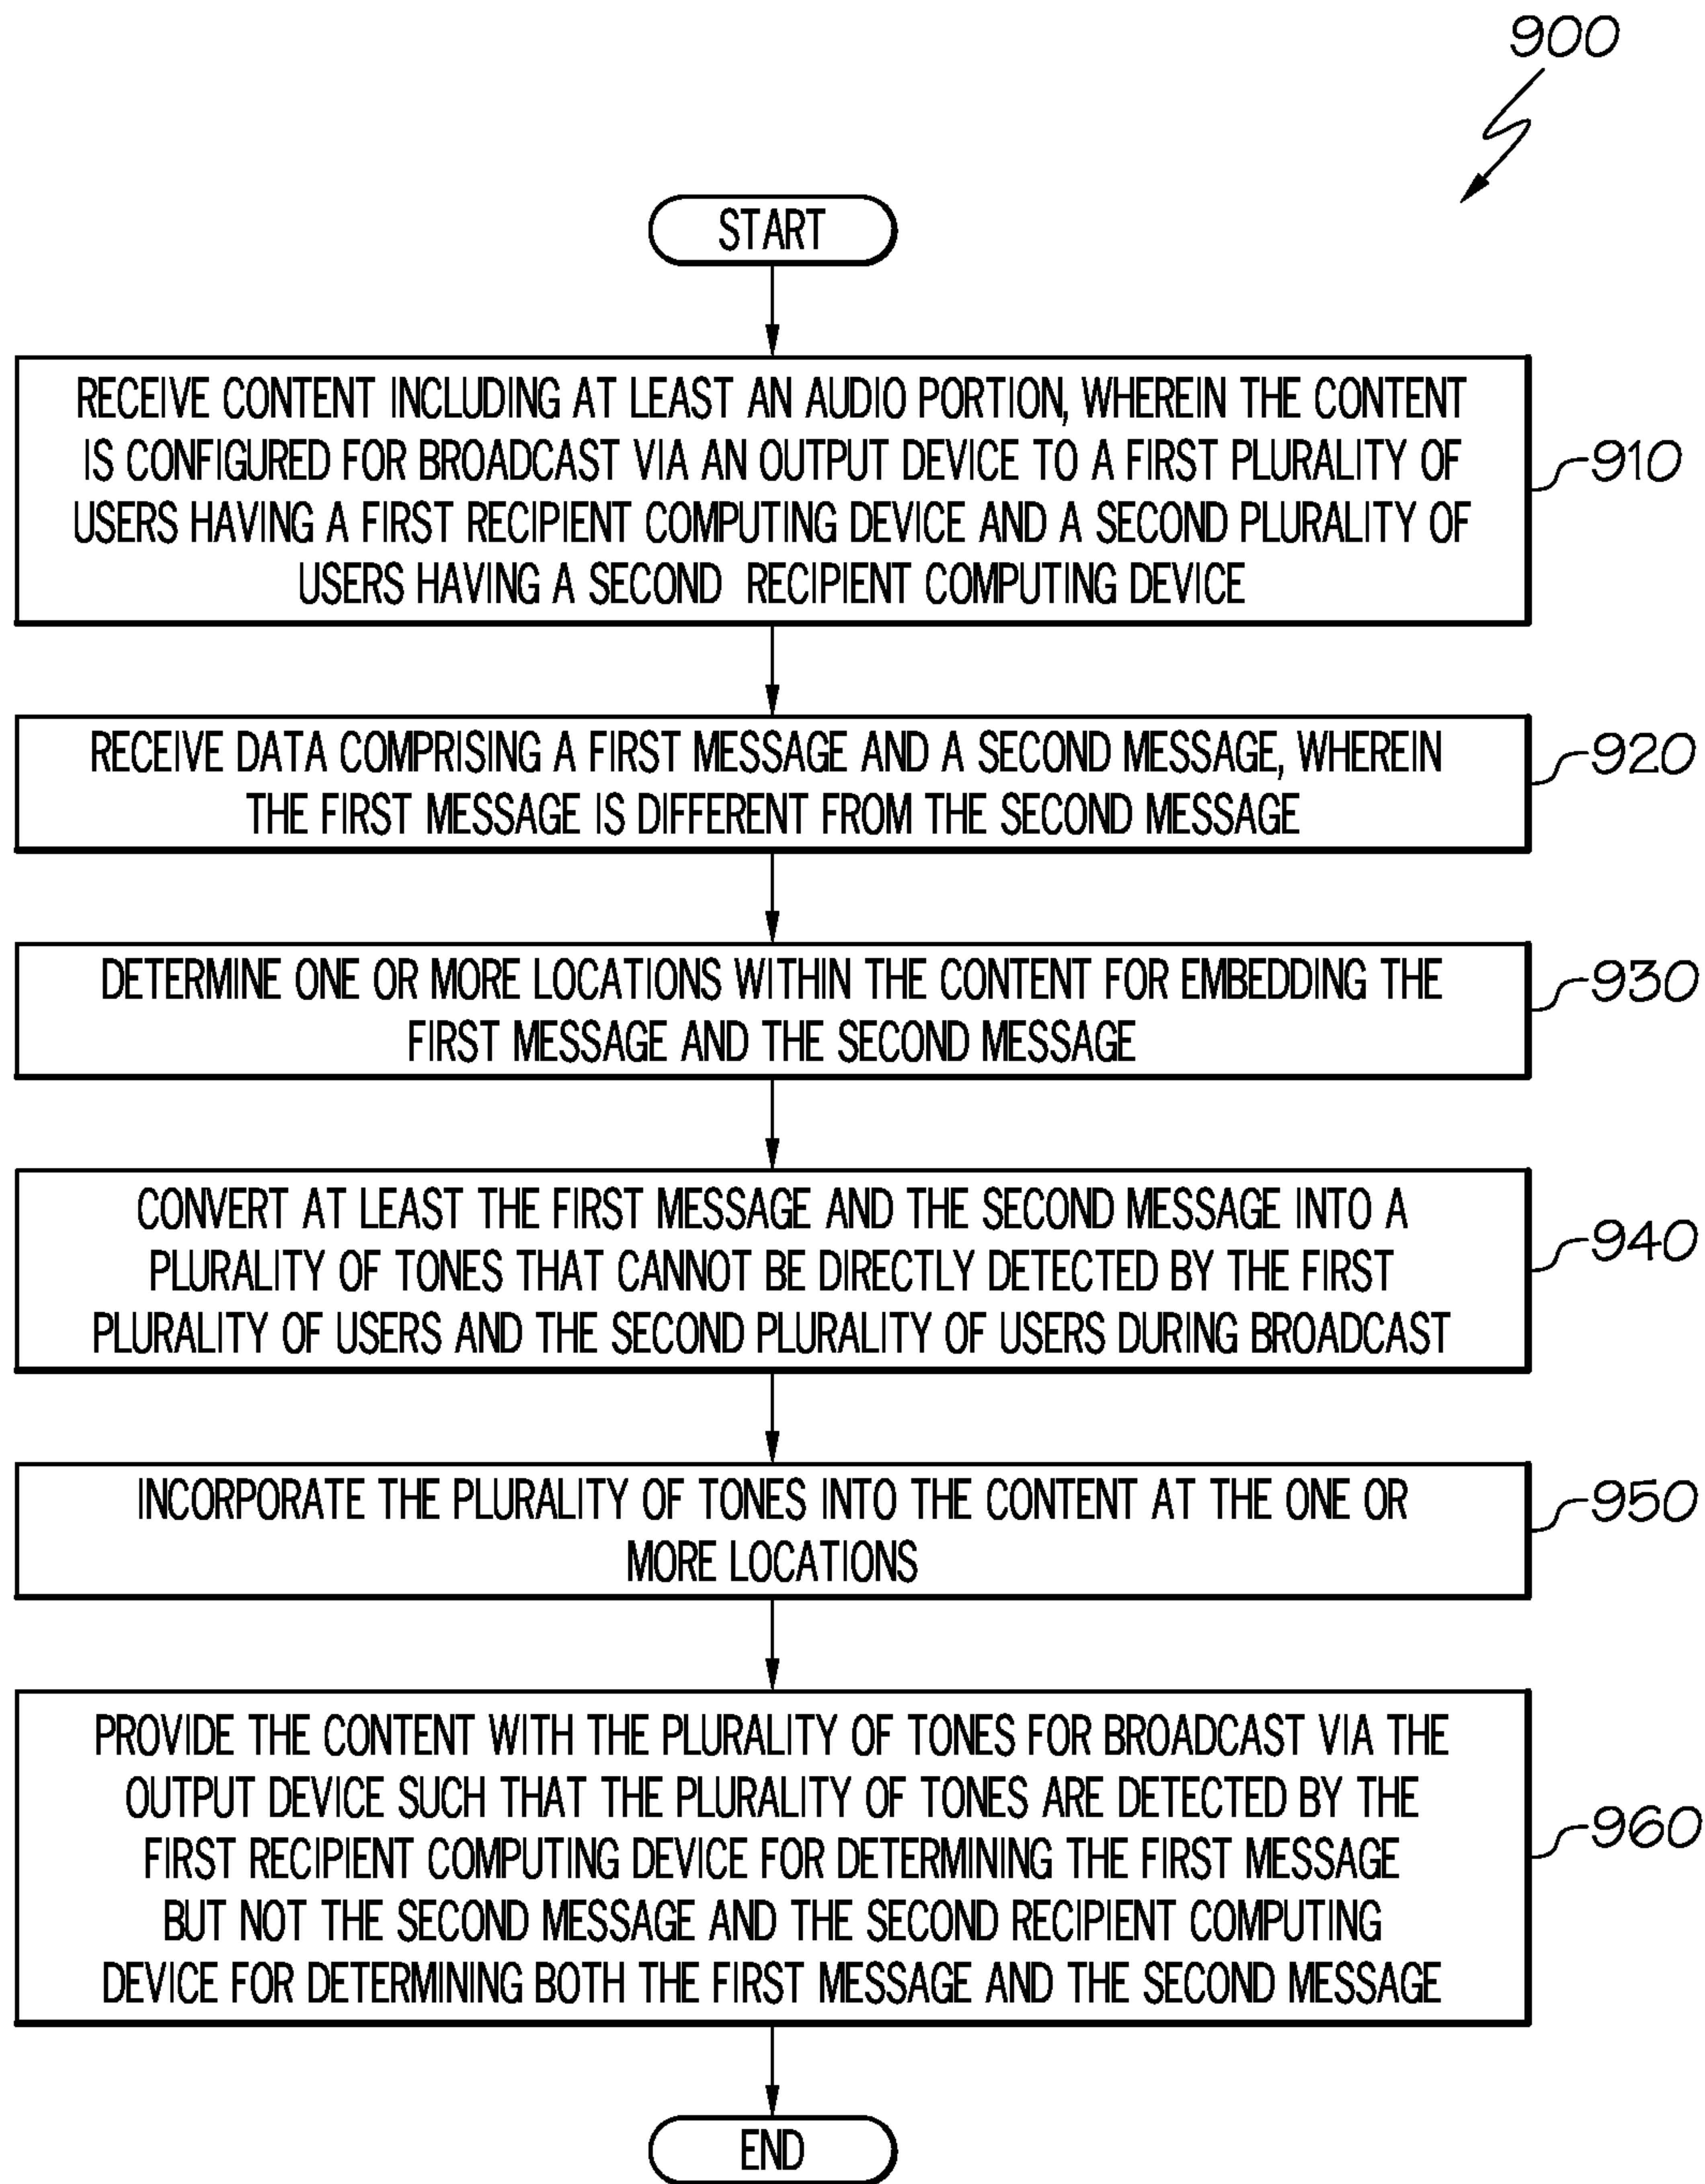 900
START
RECEIVE CONTENT INCLUDING AT LEAST AN AUDIO PORTION, WHEREIN THE CONTENT
IS CONFIGURED FOR BROADCAST VIA AN OUTPUT DEVICE TO A FIRST PLURALITY OF
USERS HAVING A FIRST RECIPIENT COMPUTING DEVICE AND A SECOND PLURALITY OF
USERS HAVING A SECOND RECIPIENT COMPUTING DEVICE
910
RECEIVE DATA COMPRISING A FIRST MESSAGE AND A SECOND MESSAGE, WHEREIN
THE FIRST MESSAGE IS DIFFERENT FROM THE SECOND MESSAGE
920
DETERMINE ONE OR MORE LOCATIONS WITHIN THE CONTENT FOR EMBEDDING THE
FIRST MESSAGE AND THE SECOND MESSAGE
930
CONVERT AT LEAST THE FIRST MESSAGE AND THE SECOND MESSAGE INTO A
PLURALITY OF TONES THAT CANNOT BE DIRECTLY DETECTED BY THE FIRST
PLURALITY OF USERS AND THE SECOND PLURALITY OF USERS DURING BROADCAST
940
INCORPORATE THE PLURALITY OF TONES INTO THE CONTENT AT THE ONE OR
MORE LOCATIONS
950
PROVIDE THE CONTENT WITH THE PLURALITY OF TONES FOR BROADCAST VIA THE
OUTPUT DEVICE SUCH THAT THE PLURALITY OF TONES ARE DETECTED BY THE
FIRST RECIPIENT COMPUTING DEVICE FOR DETERMINING THE FIRST MESSAGE
BUT NOT THE SECOND MESSAGE AND THE SECOND RECIPIENT COMPUTING
DEVICE FOR DETERMINING BOTH THE FIRST MESSAGE AND THE SECOND MESSAGE
960
END